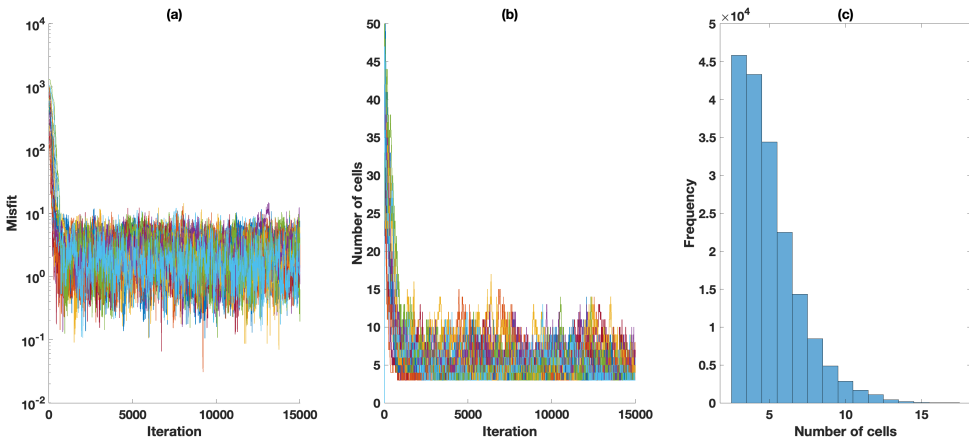 (a)
10^4
10^3
10^2
10^1
10^0
10^-1
10^-2
Misfit
0 5000 10000 15000
Iteration
(b)
50
45
40
35
30
25
20
15
10
5
0
Number of cells
0 5000 10000 15000
Iteration
(c)
×10^4
5
4.5
4
3.5
3
2.5
2
1.5
1
0.5
0
Frequency
5 10 15
Number of cells